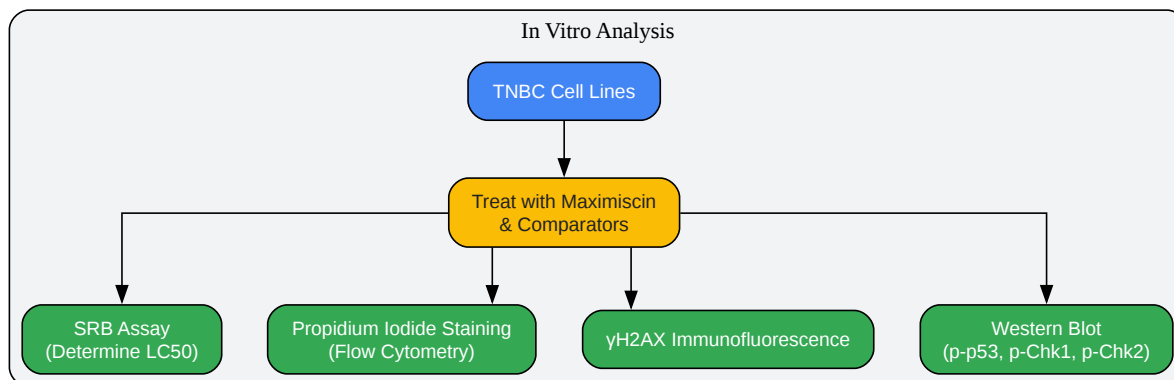 In Vitro Analysis
TNBC Cell Lines
Treat with Maximiscin
& Comparators
SRB Assay
(Determine LC50)
Propidium Iodide Staining
(Flow Cytometry)
γH2AX Immunofluorescence
Western Blot
(p-p53, p-Chk1, p-Chk2)